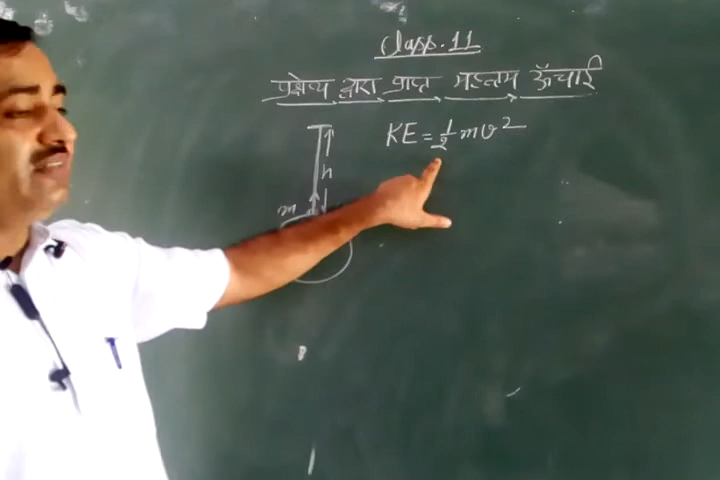 Class. 11
प्रक्षेप्य द्वारा प्राप्त महत्तम ऊँचाई
KE = 1/2 mv²
h
m